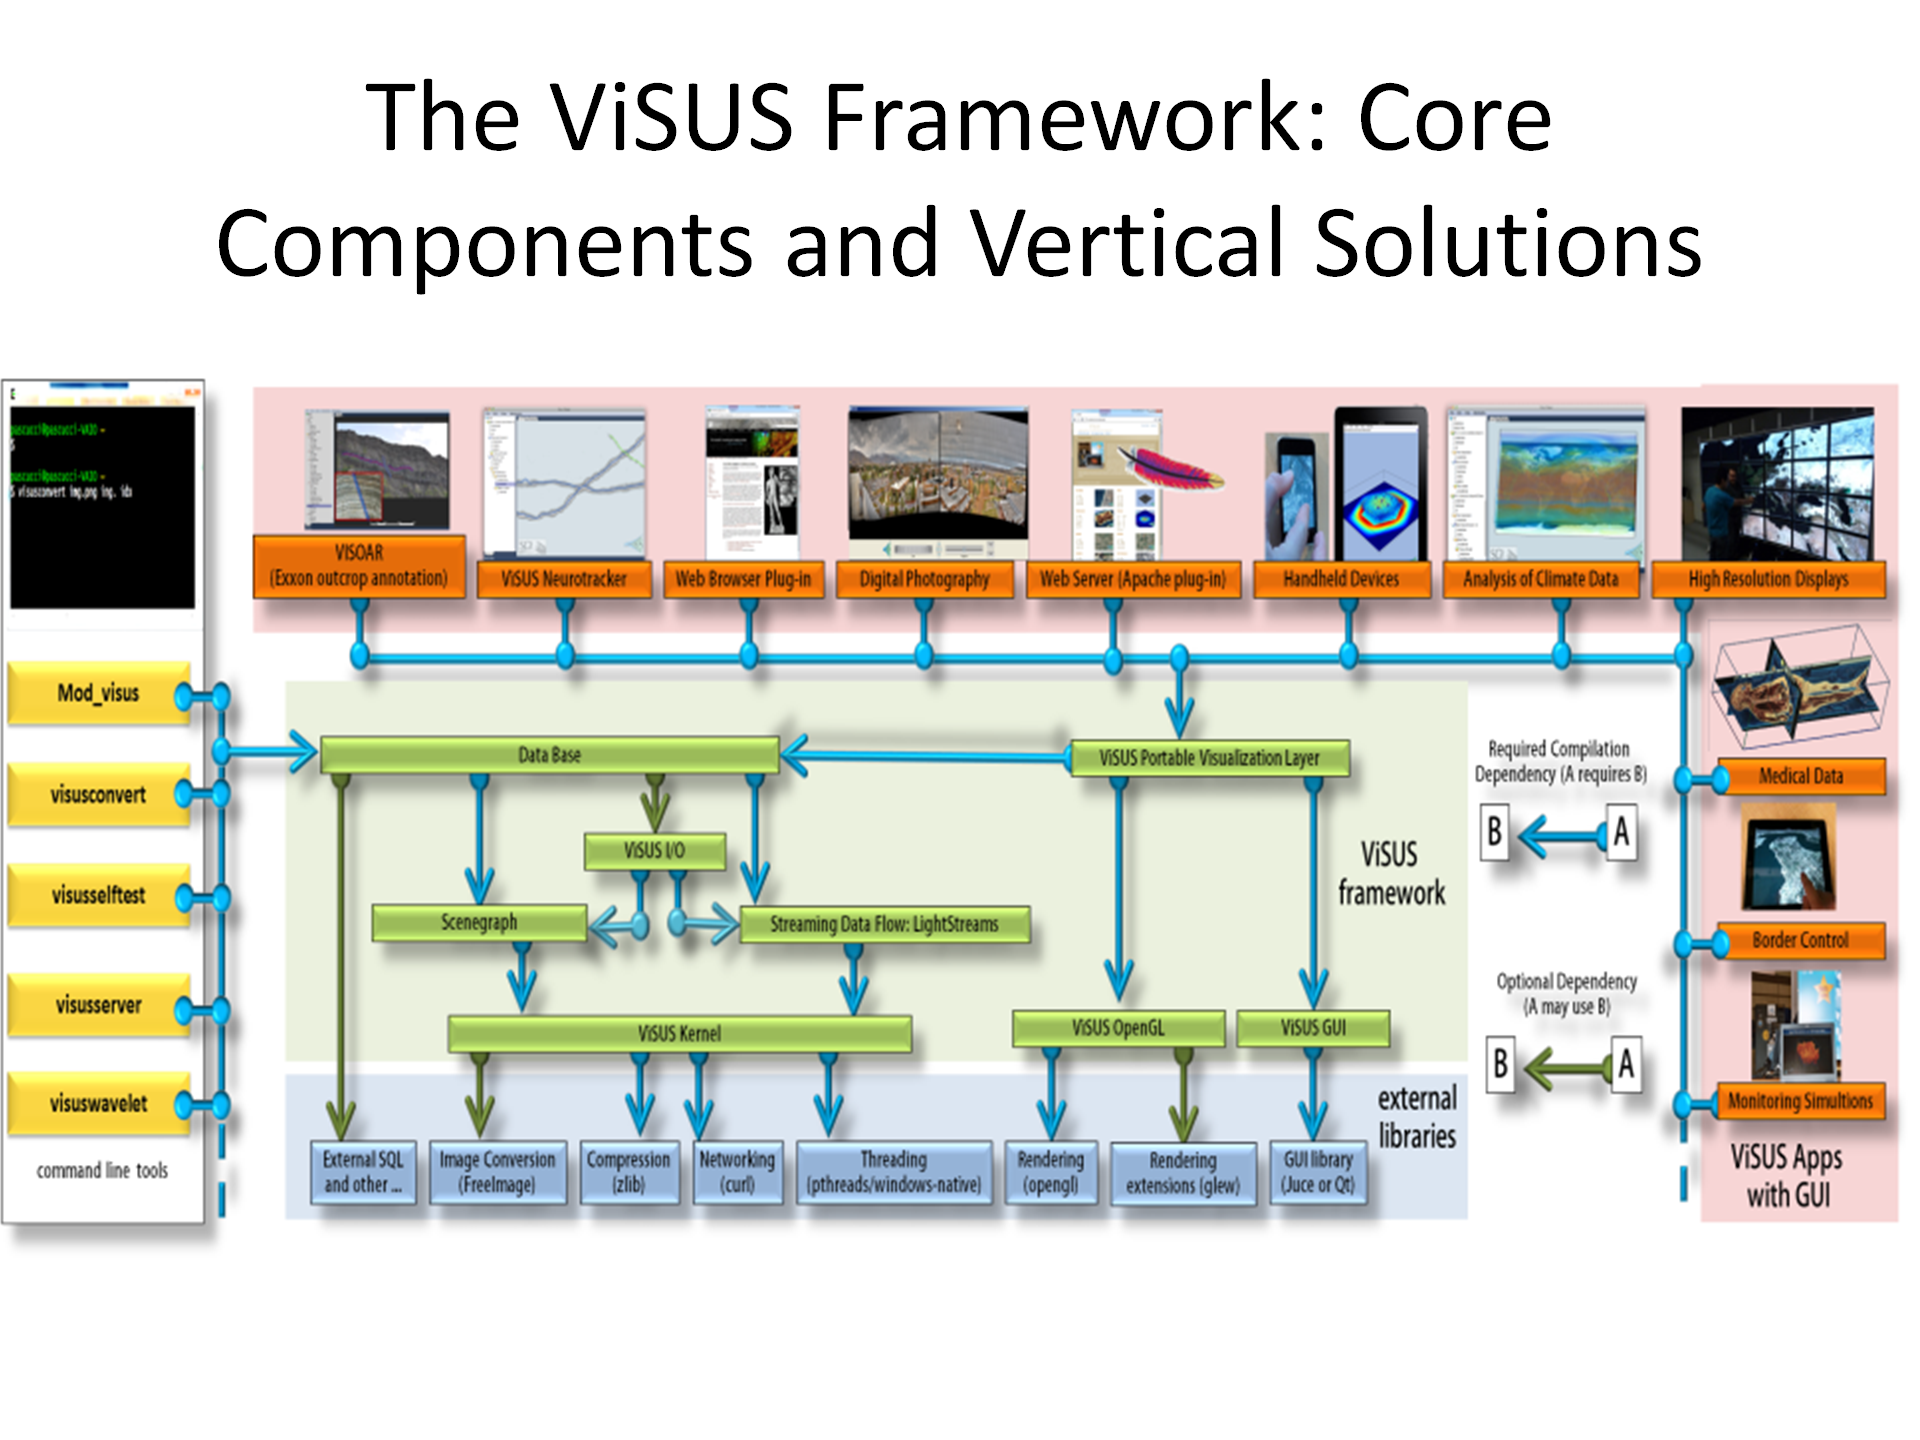 The ViSUS Framework: Core
Components and Vertical Solutions
visusconvert img.png ing. idx
Mod_visus
visusconvert
visusselftest
visusserver
visuswavelet
command line tools
VISOAR
(Exxon outcrop annotation)
ViSUS Neurotracker
Web Browser Plug-in
Digital Photography
Web Server (Apache plug-in)
Handheld Devices
Analysis of Climate Data
High Resolution Displays
Data Base
ViSUS Portable Visualization Layer
ViSUS I/O
Scenegraph
Streaming Data Flow: LightStreams
ViSUS Kernel
ViSUS OpenGL
ViSUS GUI
ViSUS
framework
external
libraries
External SQL
and other ...
Image Conversion
(FreeImage)
Compression
(zlib)
Networking
(curl)
Threading
(pthreads/windows-native)
Rendering
(opengl)
Rendering
extensions (glew)
GUI library
(Juce or Qt)
Required Compilation
Dependency (A requires B)
B
A
Optional Dependency
(A may use B)
B
A
Medical Data
Border Control
Monitoring Simultions
ViSUS Apps
with GUI